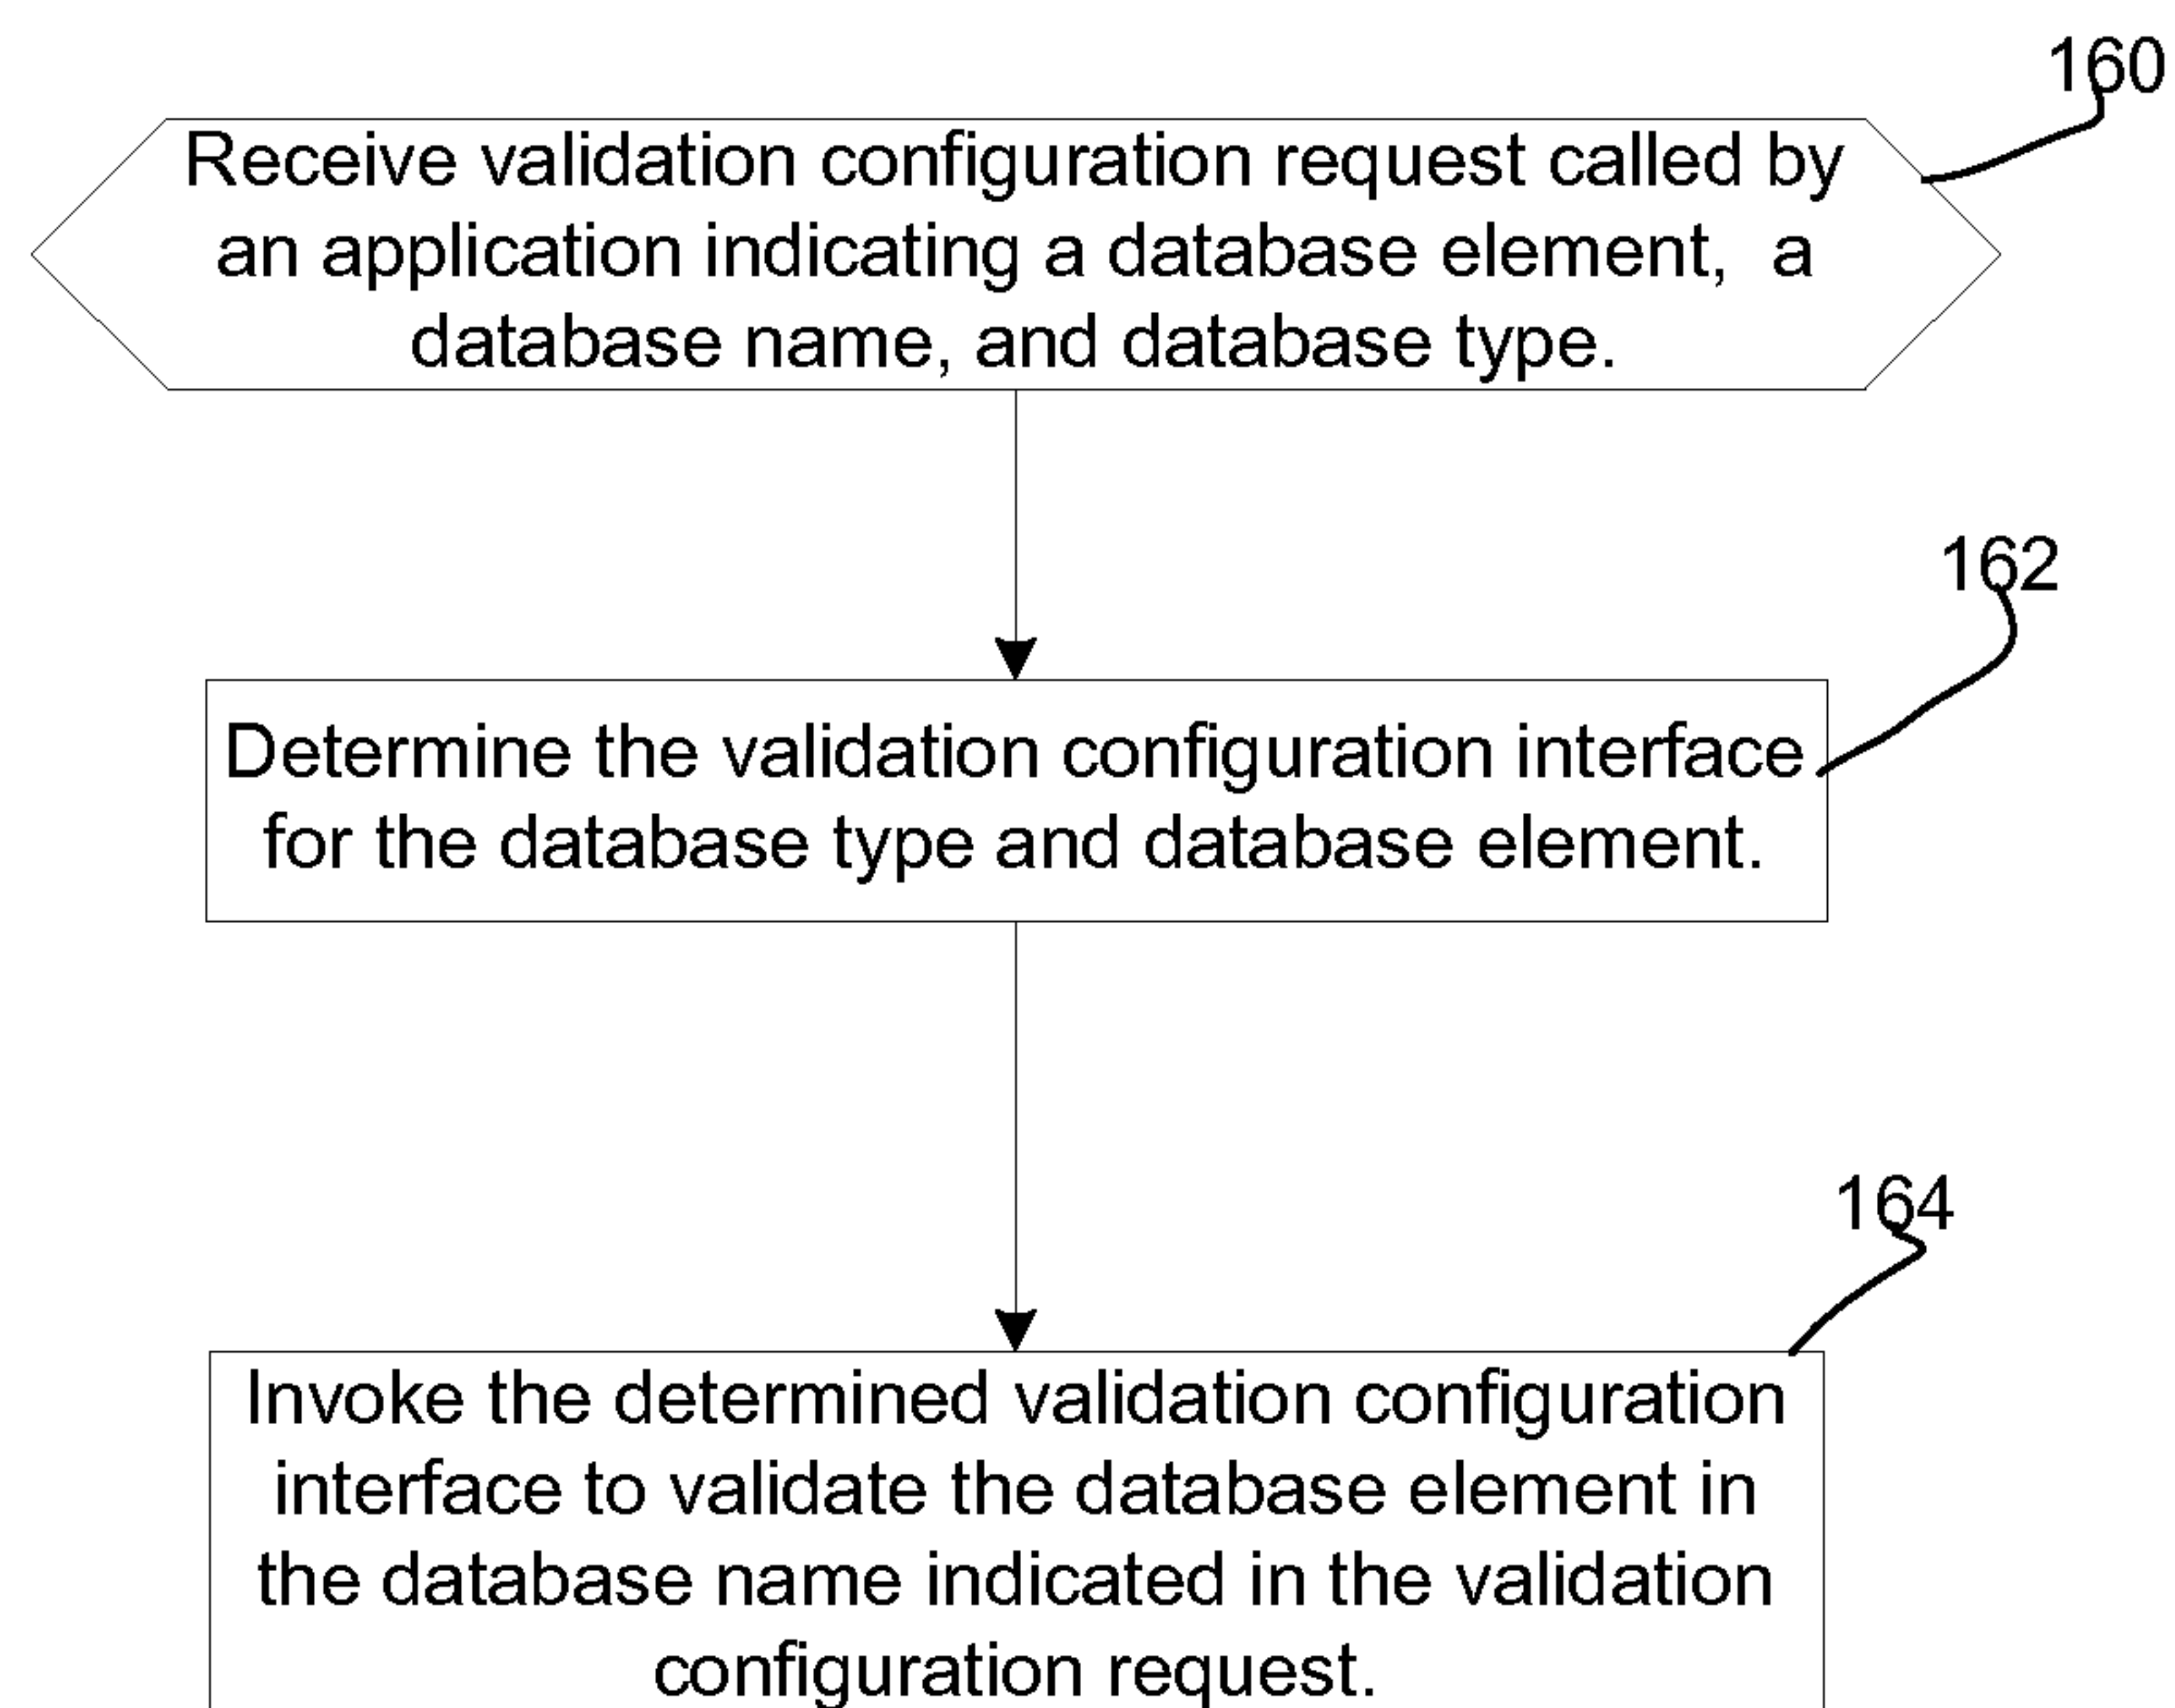 160
Receive validation configuration request called by
an application indicating a database element, a
database name, and database type.
162
Determine the validation configuration interface
for the database type and database element.
164
Invoke the determined validation configuration
interface to validate the database element in
the database name indicated in the validation
configuration request.